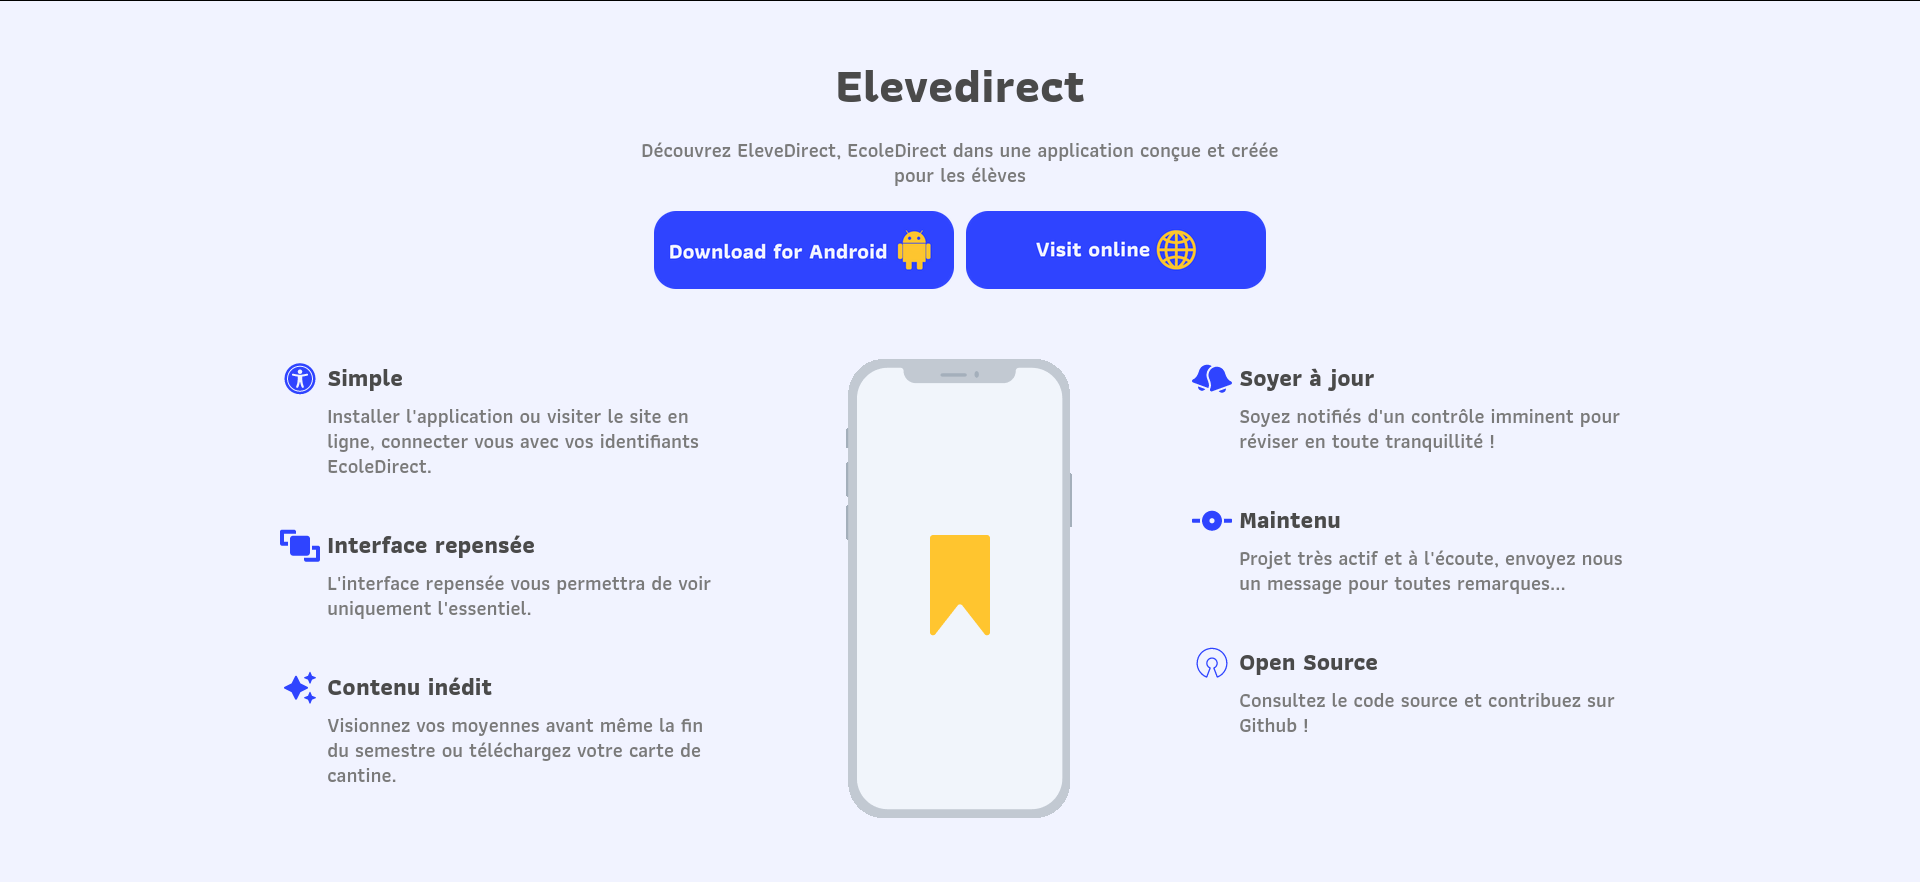 Elevedirect
Découvrez EleveDirect, EcoleDirect dans une application conçue et créée
pour les élèves
Download for Android
Visit online
Simple
Installer l'application ou visiter le site en
ligne, connecter vous avec vos identifiants
EcoleDirect.
Interface repensée
L'interface repensée vous permettra de voir
uniquement l'essentiel.
Contenu inédit
Visionnez vos moyennes avant même la fin
du semestre ou téléchargez votre carte de
cantine.
Soyer à jour
Soyez notifiés d'un contrôle imminent pour
réviser en toute tranquillité !
Maintenu
Projet très actif et à l'écoute, envoyez nous
un message pour toutes remarques...
Open Source
Consultez le code source et contribuez sur
Github !